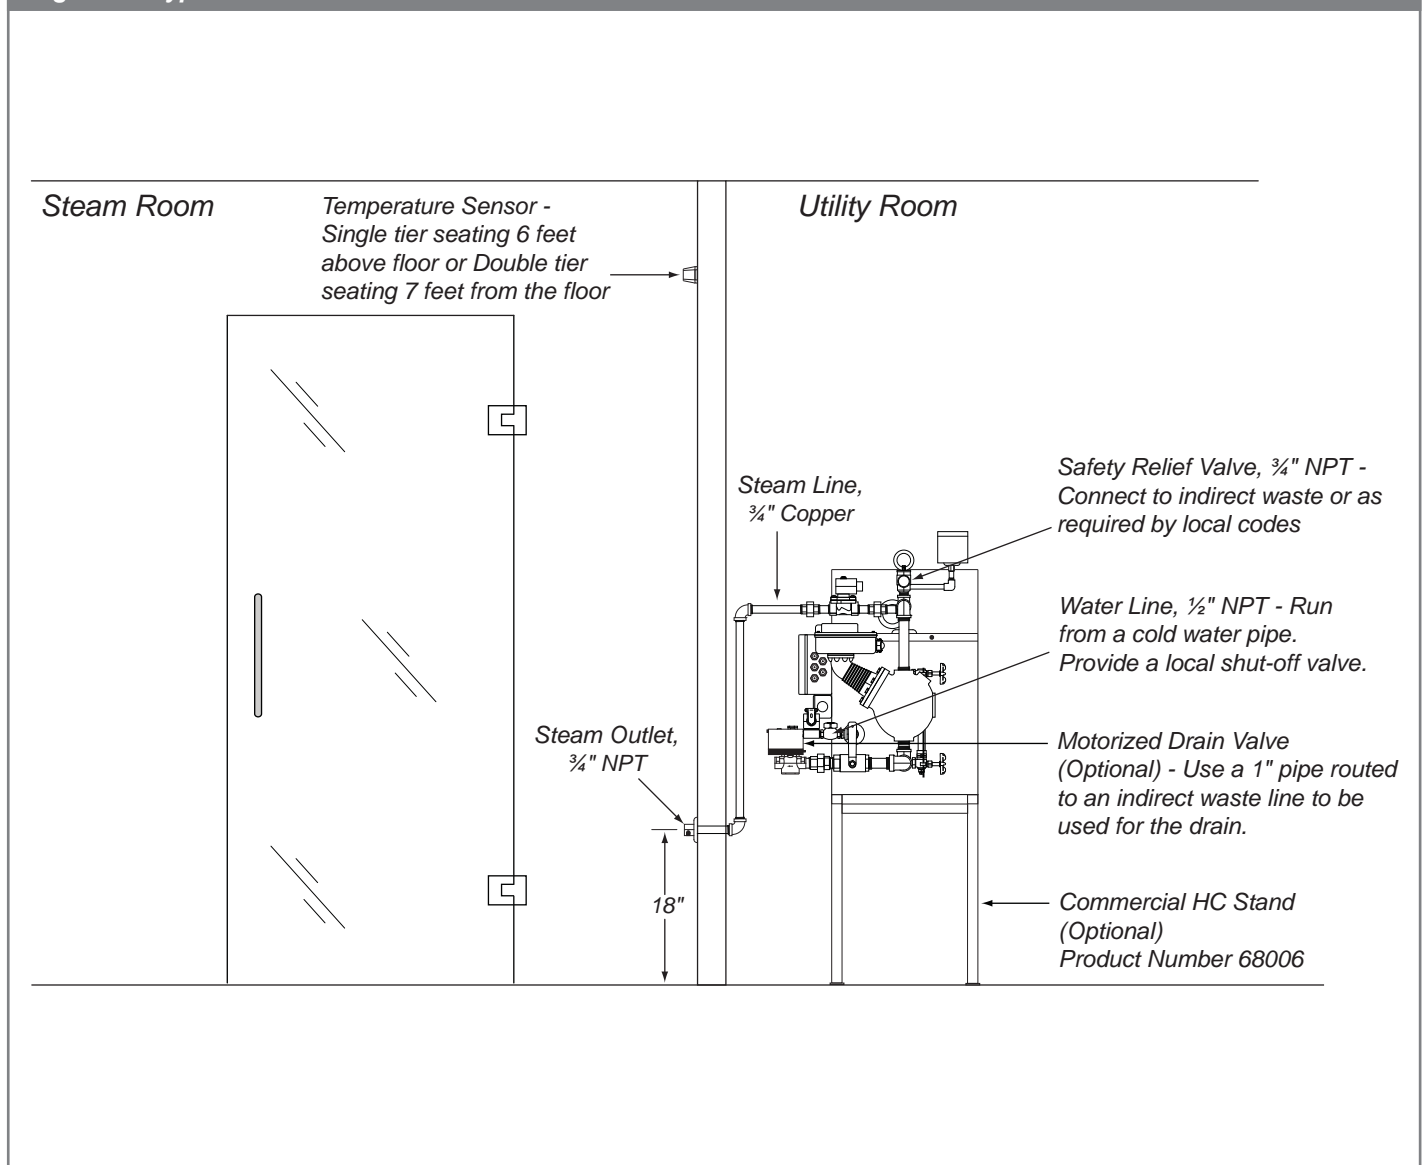 Steam Room
Temperature Sensor -
Single tier seating 6 feet
above floor or Double tier
seating 7 feet from the floor
Utility Room
Steam Line,
¾" Copper
Safety Relief Valve, ¾" NPT -
Connect to indirect waste or as
required by local codes
Water Line, ½" NPT - Run
from a cold water pipe.
Provide a local shut-off valve.
Steam Outlet,
¾" NPT
Motorized Drain Valve
(Optional) - Use a 1" pipe routed
to an indirect waste line to be
used for the drain.
18"
Commercial HC Stand
(Optional)
Product Number 68006